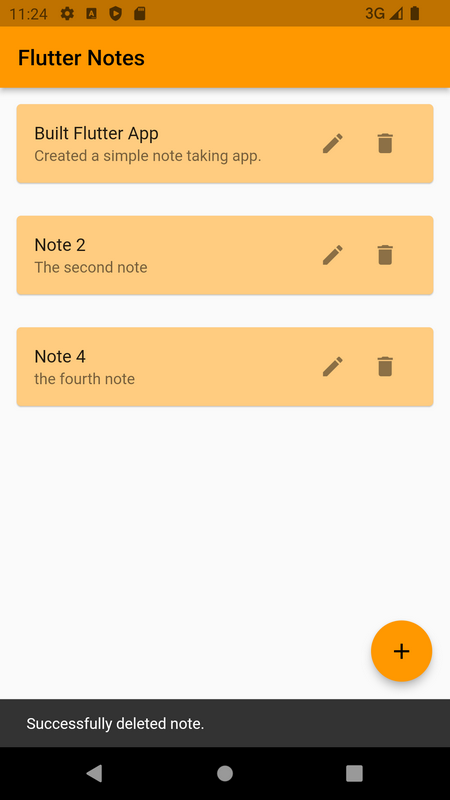 11:24 3G
Flutter Notes
Built Flutter App
Created a simple note taking app.
Note 2
The second note
Note 4
the fourth note
Successfully deleted note.